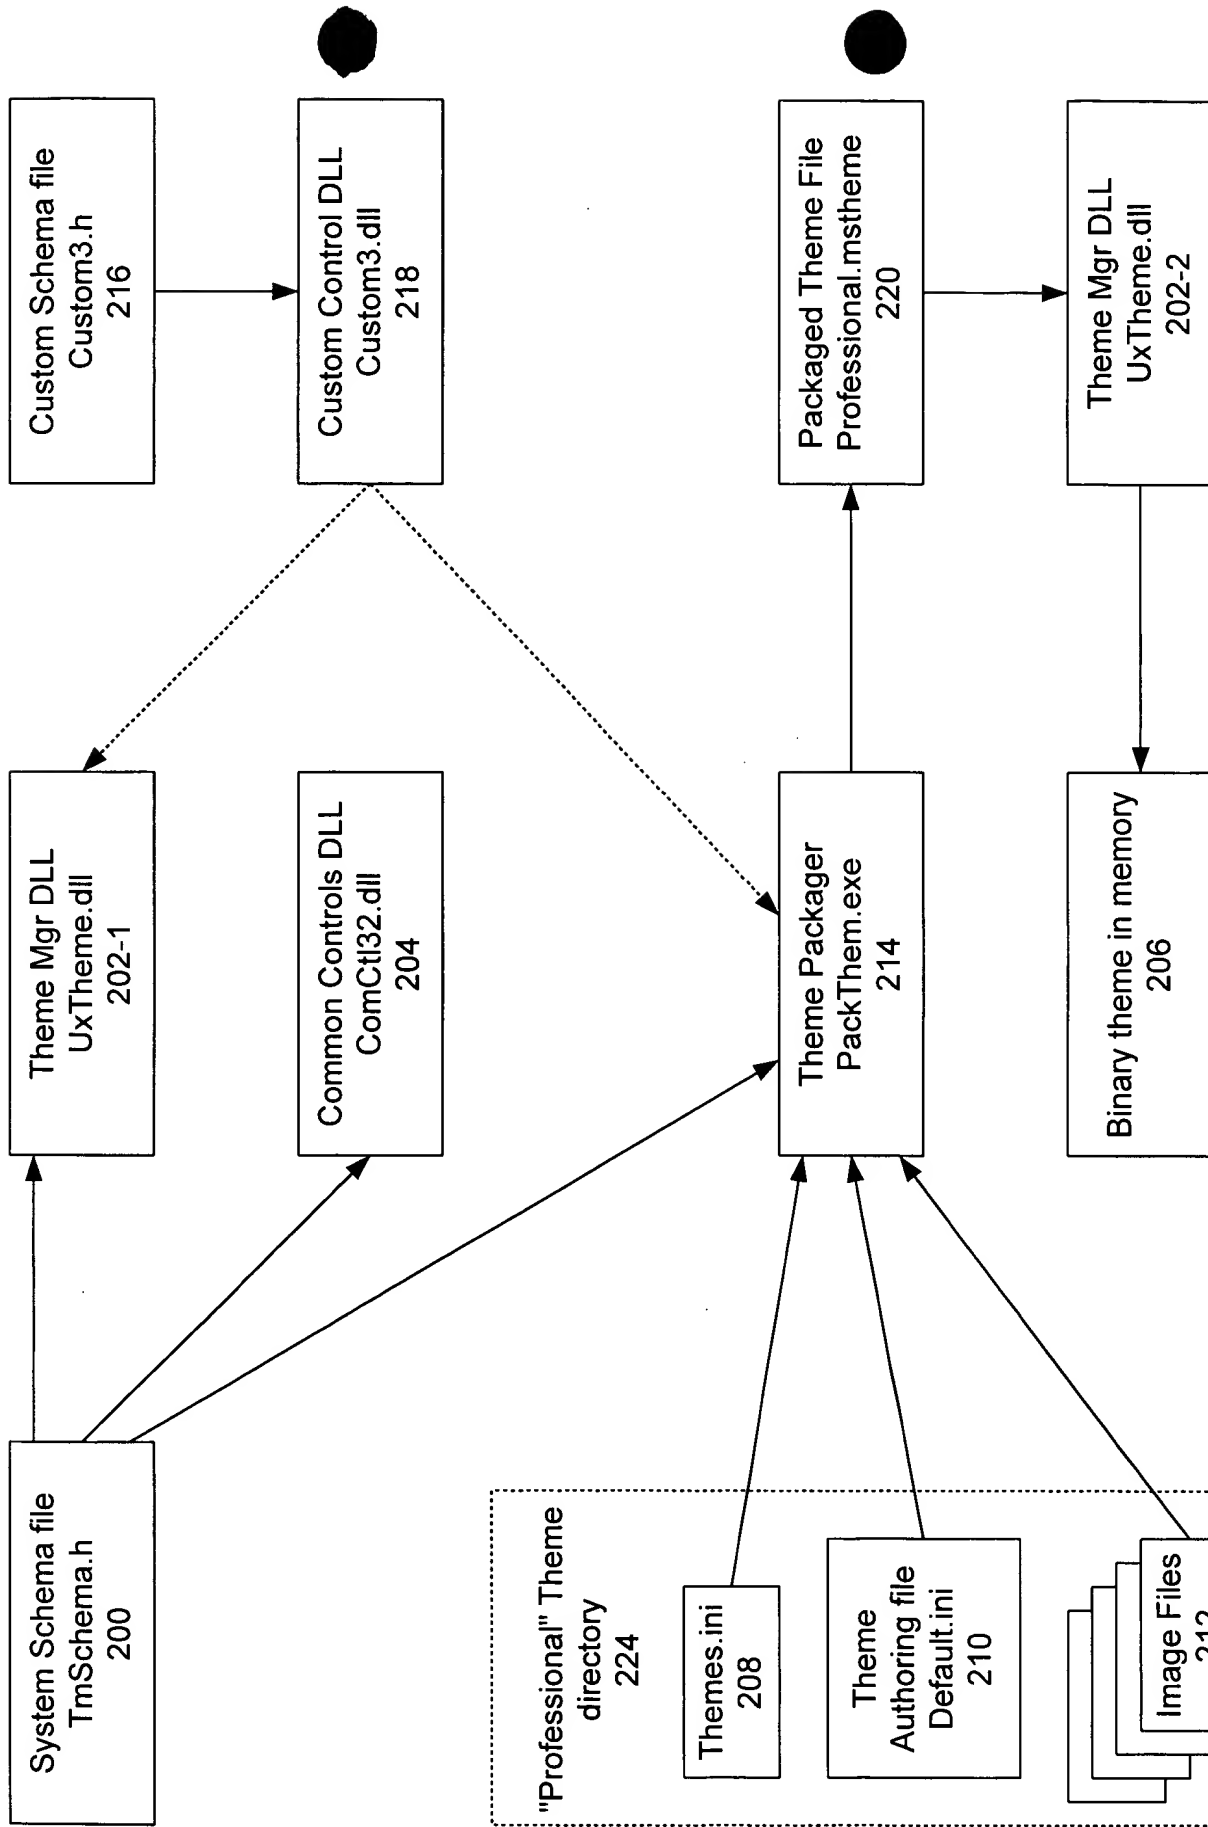 System Schema file
TmSchema.h
200
Theme Mgr DLL
UxTheme.dll
202-1
Custom Schema file
Custom3.h
216
Common Controls DLL
ComCtl32.dll
204
Custom Control DLL
Custom3.dll
218
"Professional" Theme
directory
224
Themes.ini
208
Theme
Authoring file
Default.ini
210
Image Files
212
Theme Packager
PackThem.exe
214
Packaged Theme File
Professional.mstheme
220
Binary theme in memory
206
Theme Mgr DLL
UxTheme.dll
202-2